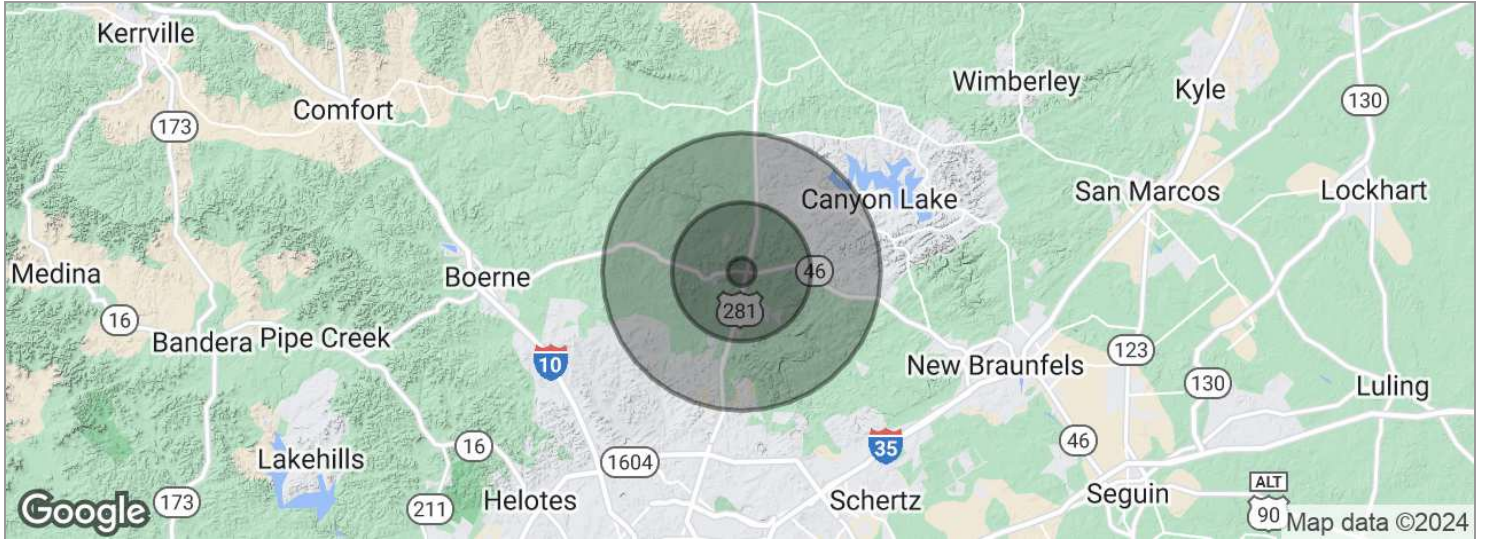 Kerrville
Wimberley
Kyle
Comfort
130
173
Canyon Lake
San Marcos
Lockhart
Medina
Boerne
46
281
16
Bandera
Pipe Creek
10
New Braunfels
123
130
Luling
Lakehills
16
1604
35
46
173
211
Helotes
Schertz
Seguin
ALT
90
Google
Map data ©2024